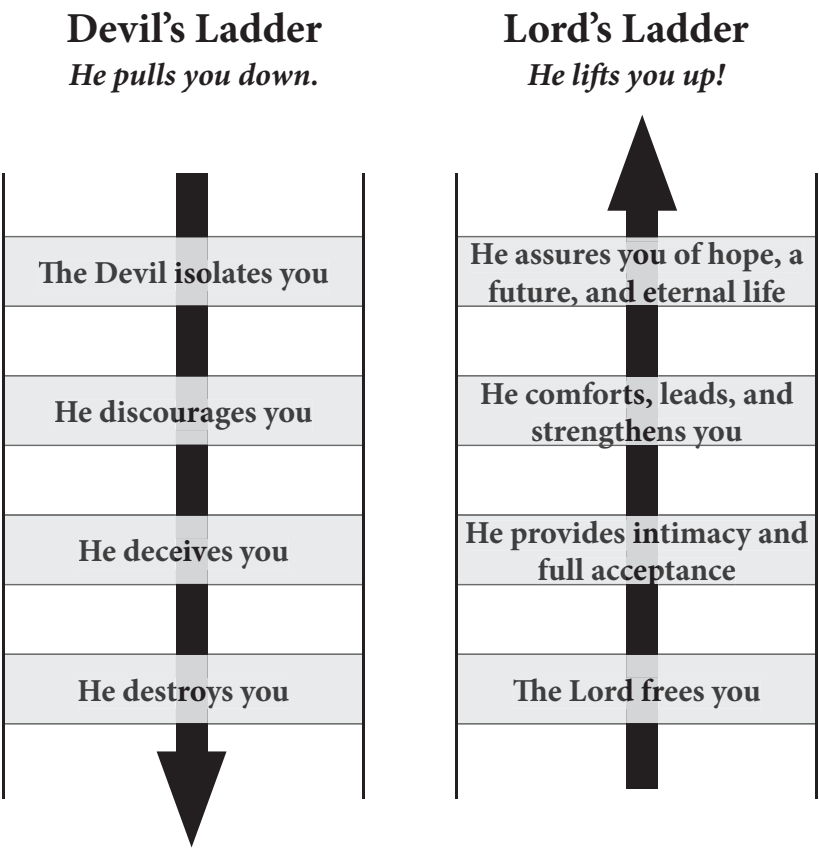 Devil’s Ladder
He pulls you down.
The Devil isolates you
He discourages you
He deceives you
He destroys you
Lord’s Ladder
He lifts you up!
He assures you of hope, a
future, and eternal life
He comforts, leads, and
strengthens you
He provides intimacy and
full acceptance
The Lord frees you